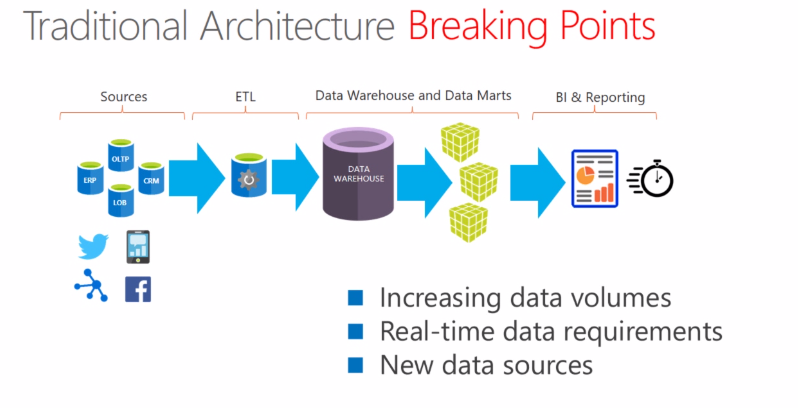 Traditional Architecture Breaking Points
Sources
ETL
Data Warehouse and Data Marts
BI & Reporting
OLTP
ERP
CRM
LOB
DATA
WAREHOUSE
Increasing data volumes
Real-time data requirements
New data sources